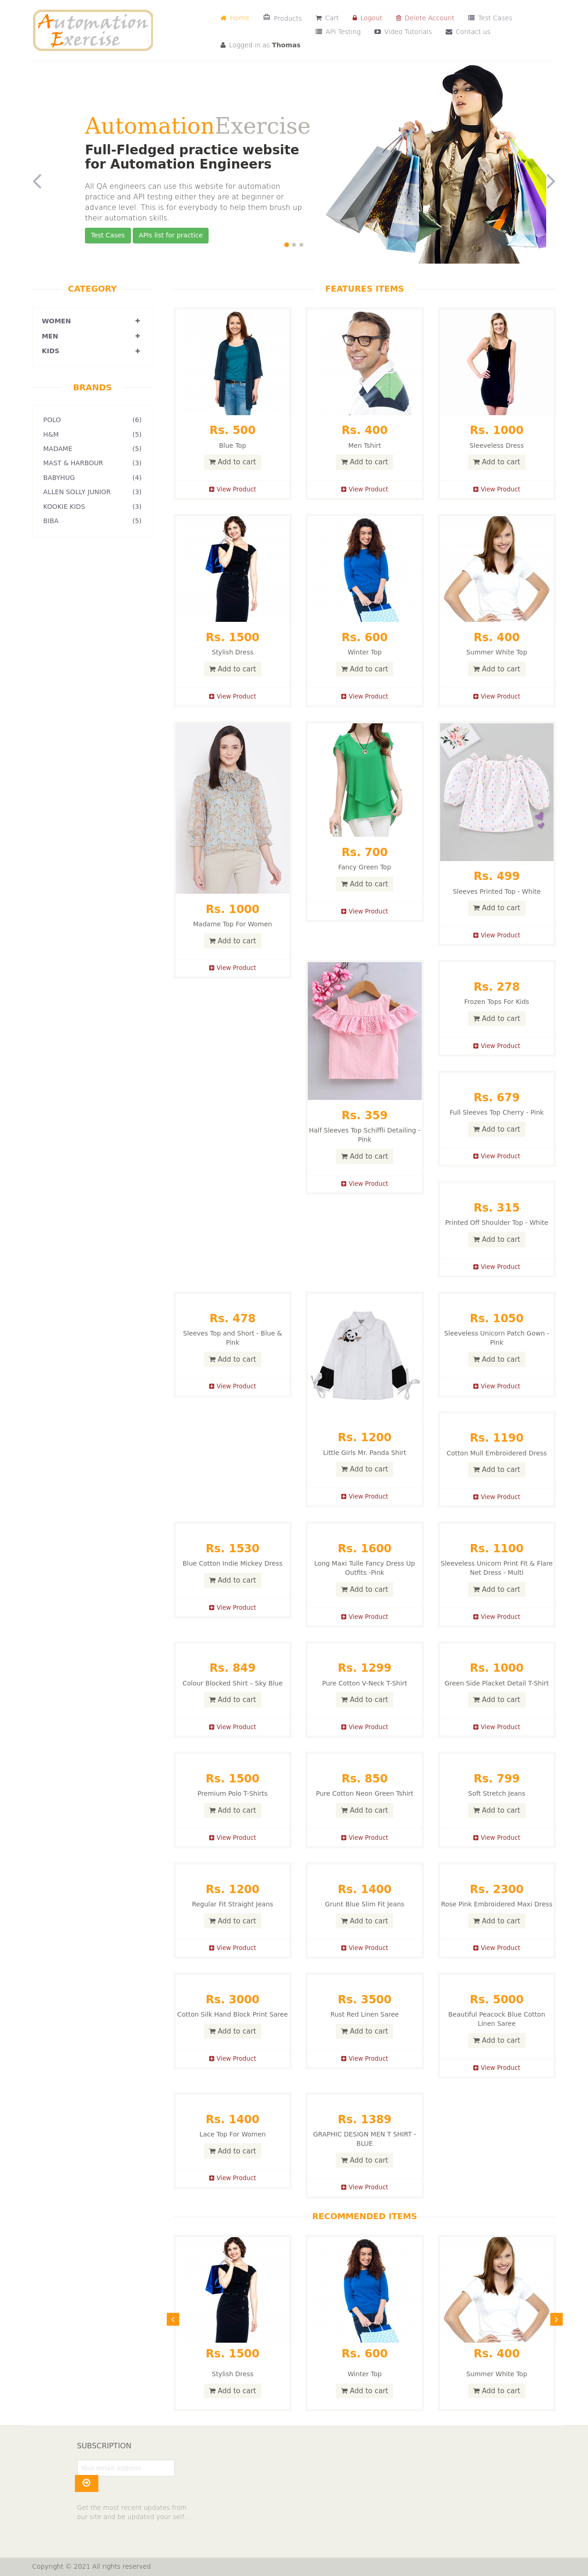 Automation
Exercise
Home
Products
Cart
Logout
Delete Account
Test Cases
API Testing
Video Tutorials
Contact us
Logged in as Thomas
AutomationExercise
Full-Fledged practice website
for Automation Engineers
All QA engineers can use this website for automation
practice and API testing either they are at beginner or
advance level. This is for everybody to help them brush up
their automation skills.
Test Cases
APIs list for practice
CATEGORY
WOMEN
MEN
KIDS
BRANDS
POLO (6)
H&M (5)
MADAME (5)
MAST & HARBOUR (3)
BABYHUG (4)
ALLEN SOLLY JUNIOR (3)
KOOKIE KIDS (3)
BIBA (5)
FEATURES ITEMS
Rs. 500
Blue Top
Add to cart
View Product
Rs. 400
Men Tshirt
Add to cart
View Product
Rs. 1000
Sleeveless Dress
Add to cart
View Product
Rs. 1500
Stylish Dress
Add to cart
View Product
Rs. 600
Winter Top
Add to cart
View Product
Rs. 400
Summer White Top
Add to cart
View Product
Rs. 1000
Madame Top For Women
Add to cart
View Product
Rs. 700
Fancy Green Top
Add to cart
View Product
Rs. 499
Sleeves Printed Top - White
Add to cart
View Product
Rs. 359
Half Sleeves Top Schiffli Detailing -
Pink
Add to cart
View Product
Rs. 278
Frozen Tops For Kids
Add to cart
View Product
Rs. 679
Full Sleeves Top Cherry - Pink
Add to cart
View Product
Rs. 315
Printed Off Shoulder Top - White
Add to cart
View Product
Rs. 478
Sleeves Top and Short - Blue &
Pink
Add to cart
View Product
Rs. 1200
Little Girls Mr. Panda Shirt
Add to cart
View Product
Rs. 1050
Sleeveless Unicorn Patch Gown -
Pink
Add to cart
View Product
Rs. 1190
Cotton Mull Embroidered Dress
Add to cart
View Product
Rs. 1530
Blue Cotton Indie Mickey Dress
Add to cart
View Product
Rs. 1600
Long Maxi Tulle Fancy Dress Up
Outfits -Pink
Add to cart
View Product
Rs. 1100
Sleeveless Unicorn Print Fit & Flare
Net Dress - Multi
Add to cart
View Product
Rs. 849
Colour Blocked Shirt – Sky Blue
Add to cart
View Product
Rs. 1299
Pure Cotton V-Neck T-Shirt
Add to cart
View Product
Rs. 1000
Green Side Placket Detail T-Shirt
Add to cart
View Product
Rs. 1500
Premium Polo T-Shirts
Add to cart
View Product
Rs. 850
Pure Cotton Neon Green Tshirt
Add to cart
View Product
Rs. 799
Soft Stretch Jeans
Add to cart
View Product
Rs. 1200
Regular Fit Straight Jeans
Add to cart
View Product
Rs. 1400
Grunt Blue Slim Fit Jeans
Add to cart
View Product
Rs. 2300
Rose Pink Embroidered Maxi Dress
Add to cart
View Product
Rs. 3000
Cotton Silk Hand Block Print Saree
Add to cart
View Product
Rs. 3500
Rust Red Linen Saree
Add to cart
View Product
Rs. 5000
Beautiful Peacock Blue Cotton
Linen Saree
Add to cart
View Product
Rs. 1400
Lace Top For Women
Add to cart
View Product
Rs. 1389
GRAPHIC DESIGN MEN T SHIRT -
BLUE
Add to cart
View Product
RECOMMENDED ITEMS
Rs. 1500
Stylish Dress
Add to cart
Rs. 600
Winter Top
Add to cart
Rs. 400
Summer White Top
Add to cart
SUBSCRIPTION
Your email address
Get the most recent updates from
our site and be updated your self...
Copyright © 2021 All rights reserved